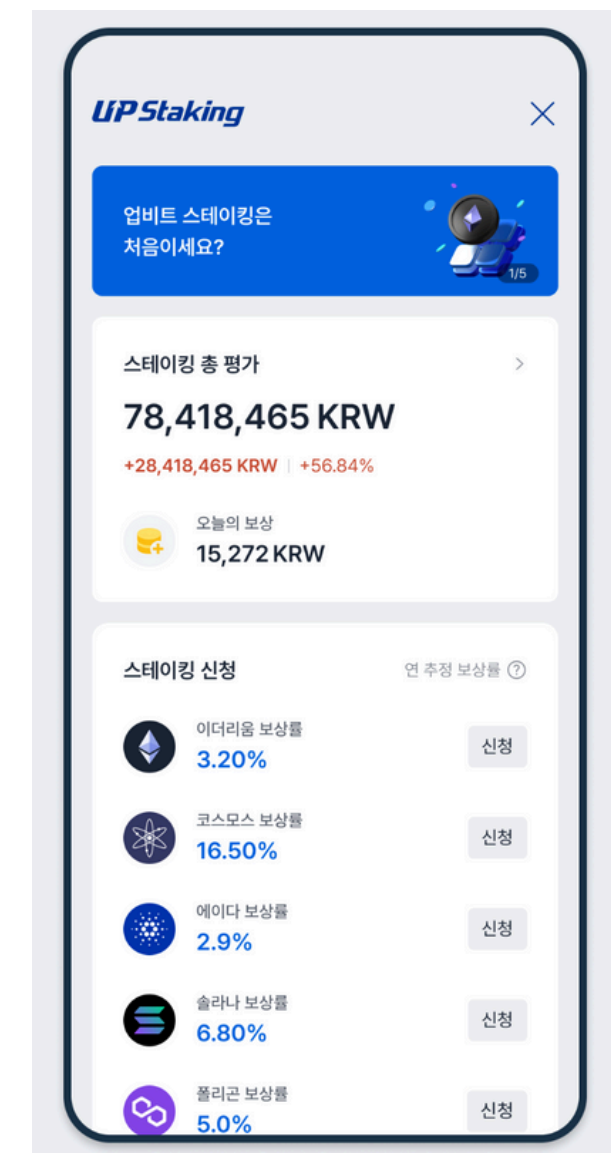 UP Staking
업비트 스테이킹은
처음이세요?
1/5
스테이킹 총 평가
78,418,465 KRW
+28,418,465 KRW | +56.84%
오늘의 보상
15,272 KRW
스테이킹 신청
연 추정 보상률 ?
이더리움 보상률
3.20%
신청
코스모스 보상률
16.50%
신청
에이다 보상률
2.9%
신청
솔라나 보상률
6.80%
신청
폴리곤 보상률
5.0%
신청